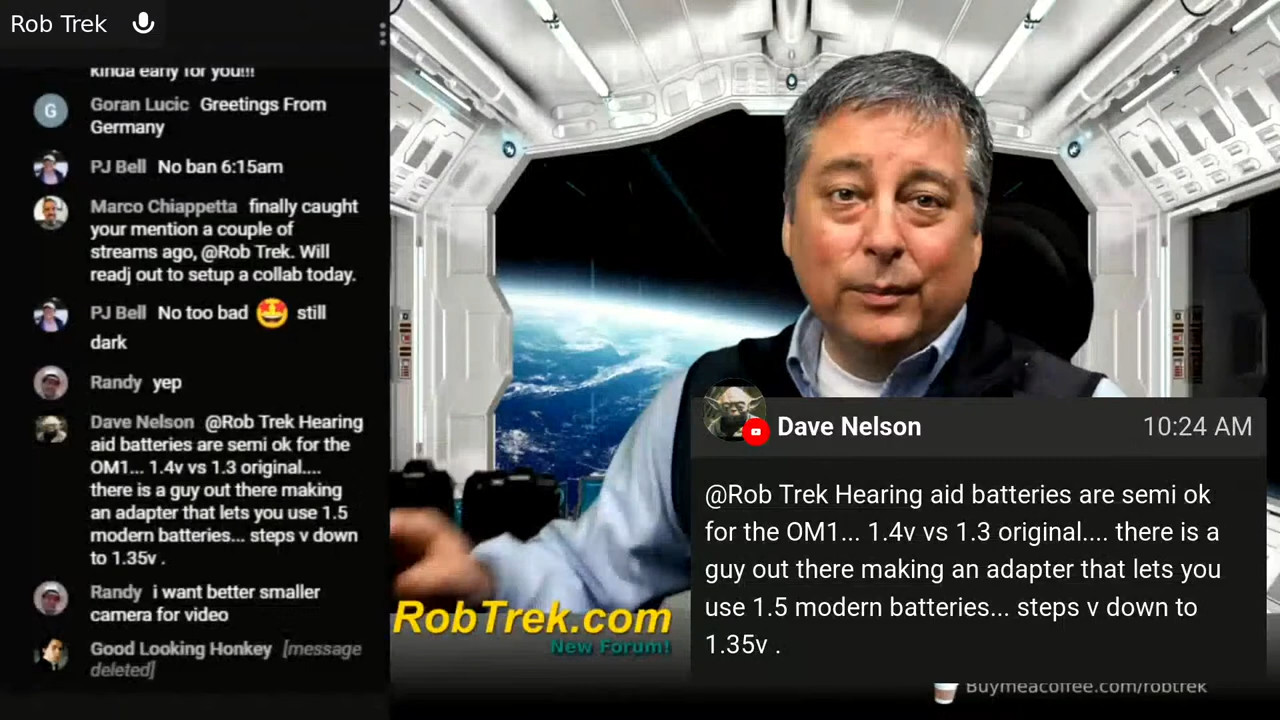 Rob Trek
kinda early for you!!!
G
Goran Lucic Greetings From
Germany
PJ Bell No ban 6:15am
Marco Chiappetta finally caught
your mention a couple of
streams ago, @Rob Trek. Will
readj out to setup a collab today.
PJ Bell No too bad 🤩 still
dark
Randy yep
Dave Nelson @Rob Trek Hearing
aid batteries are semi ok for the
OM1... 1.4v vs 1.3 original....
there is a guy out there making
an adapter that lets you use 1.5
modern batteries... steps v down
to 1.35v .
Randy i want better smaller
camera for video
Good Looking Honkey [message
deleted]
Dave Nelson
10:24 AM
@Rob Trek Hearing aid batteries are semi ok
for the OM1... 1.4v vs 1.3 original.... there is a
guy out there making an adapter that lets you
use 1.5 modern batteries... steps v down to
1.35v .
RobTrek.com
New Forum!
Buymeacoffee.com/robtrek